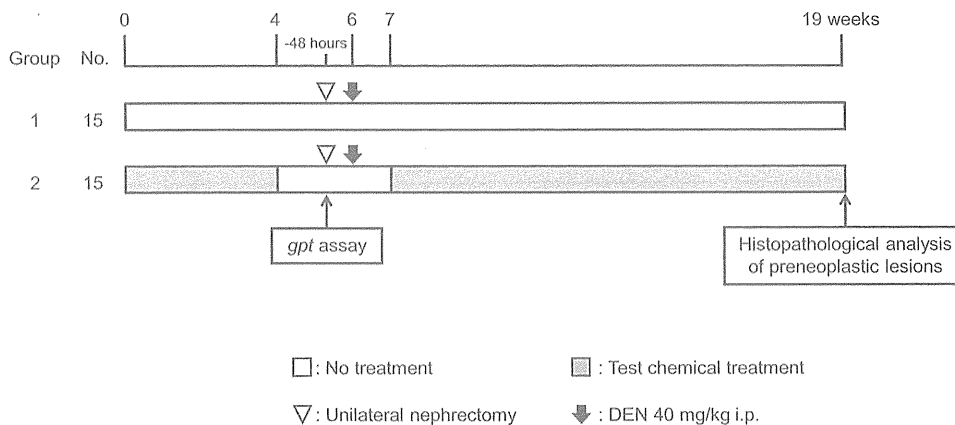 0 4 6 7 19 weeks
-48 hours
Group No.
1 15
2 15
gpt assay
Histopathological analysis
of preneoplastic lesions
: No treatment : Test chemical treatment
: Unilateral nephrectomy : DEN 40 mg/kg i.p.